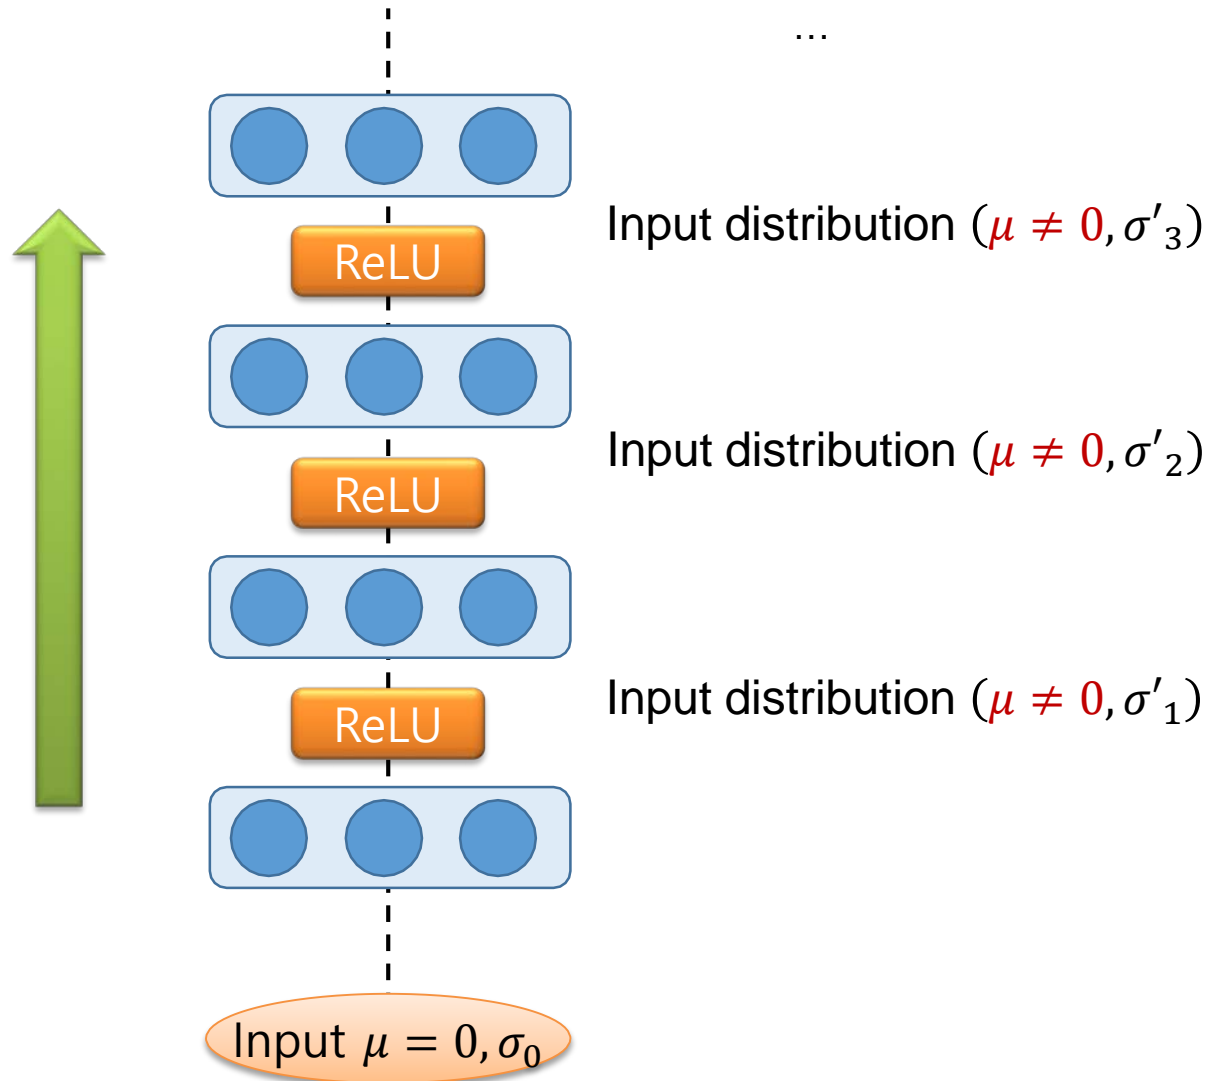 …
Input distribution (μ ≠ 0, σ′₃)
ReLU
Input distribution (μ ≠ 0, σ′₂)
ReLU
Input distribution (μ ≠ 0, σ′₁)
ReLU
Input μ = 0, σ₀